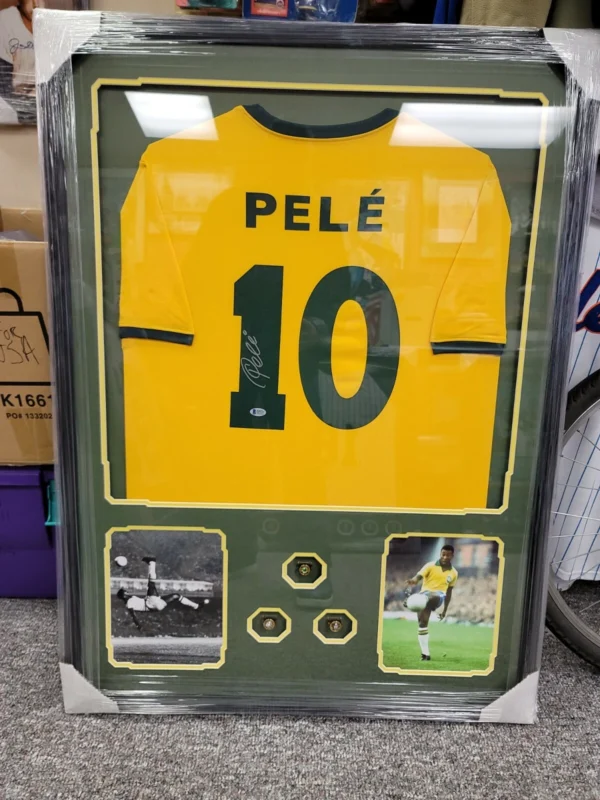 PELÉ
10
Pelé
FOR
USA
K1661
PO# 133202